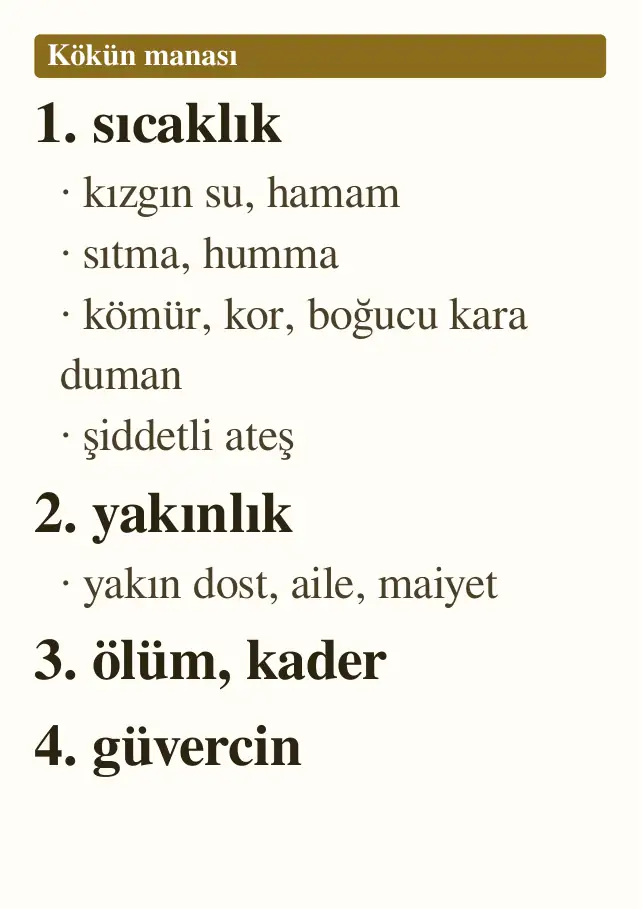 Kökün manası
1. sıcaklık
· kızgın su, hamam
· sıtma, humma
· kömür, kor, boğucu kara
duman
· şiddetli ateş
2. yakınlık
· yakın dost, aile, maiyet
3. ölüm, kader
4. güvercin